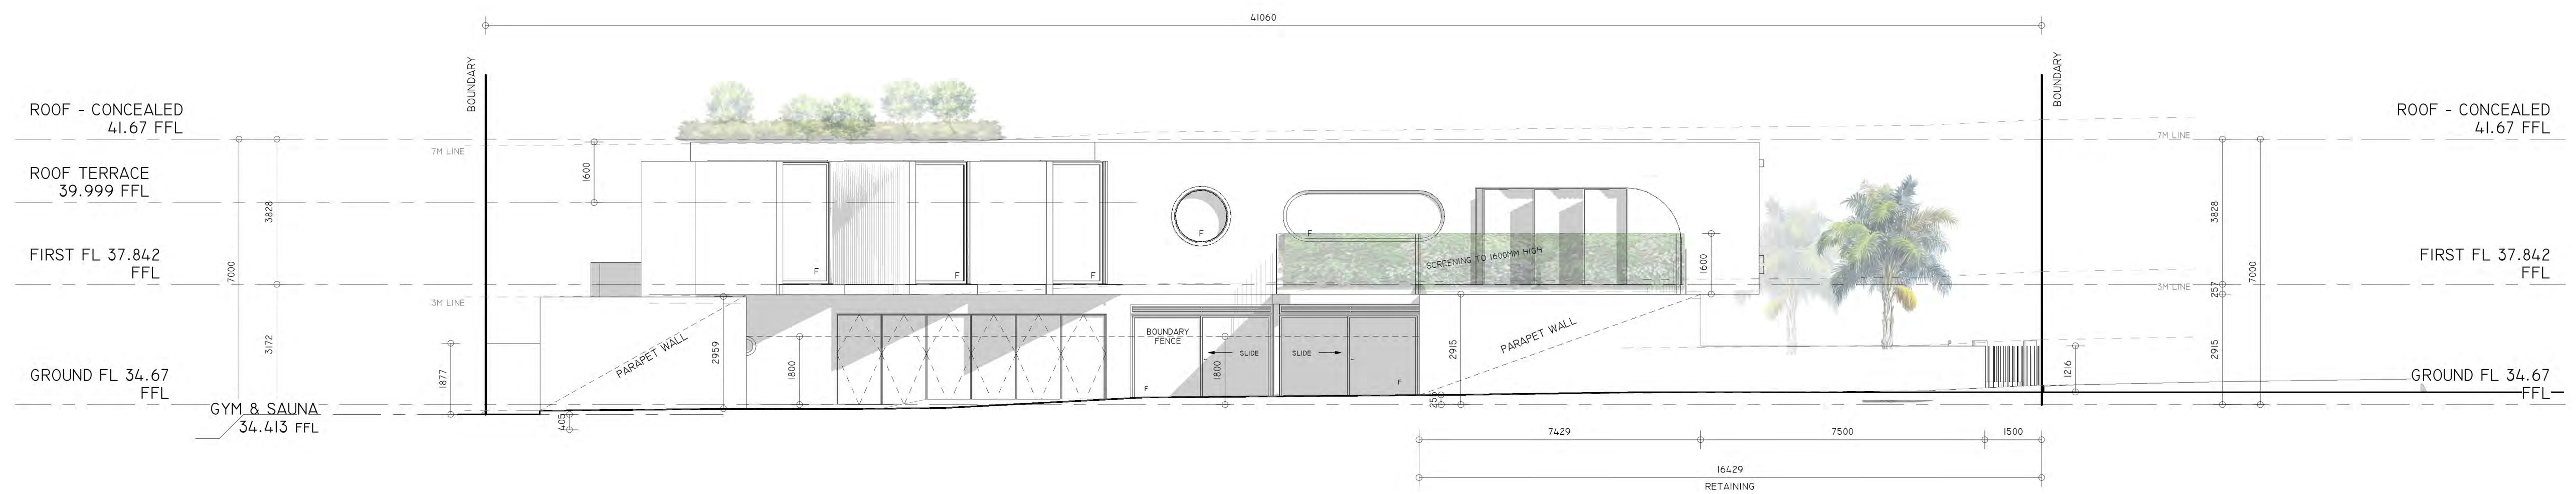 41060
BOUNDARY
BOUNDARY
ROOF - CONCEALED
41.67 FFL
ROOF - CONCEALED
41.67 FFL
7M LINE
7M LINE
ROOF TERRACE
39.999 FFL
1600
3828
3828
F
F
F
F
F
SCREENING TO 1600MM HIGH
1600
FIRST FL 37.842
FFL
FIRST FL 37.842
FFL
7000
7000
3M LINE
3M LINE
257
3172
2915
1877
PARAPET WALL
2959
1800
BOUNDARY
FENCE
SLIDE
SLIDE
1800
F
F
2915
PARAPET WALL
F
1216
GROUND FL 34.67
FFL
GROUND FL 34.67
FFL
GYM & SAUNA
34.413 FFL
405
255
7429
7500
1500
16429
RETAINING